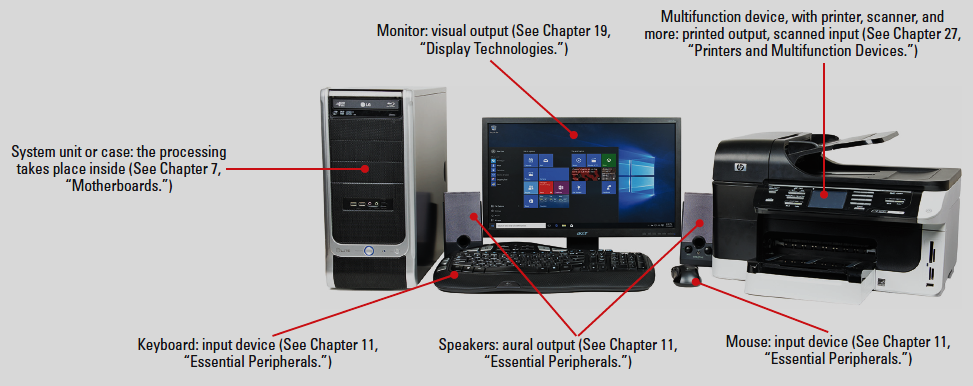 Multifunction device, with printer, scanner, and
more: printed output, scanned input (See Chapter 27,
“Printers and Multifunction Devices.”)
Monitor: visual output (See Chapter 19,
“Display Technologies.”)
System unit or case: the processing
takes place inside (See Chapter 7,
“Motherboards.”)
LG
hp
acer
Keyboard: input device (See Chapter 11,
“Essential Peripherals.”)
Speakers: aural output (See Chapter 11,
“Essential Peripherals.”)
Mouse: input device (See Chapter 11,
“Essential Peripherals.”)